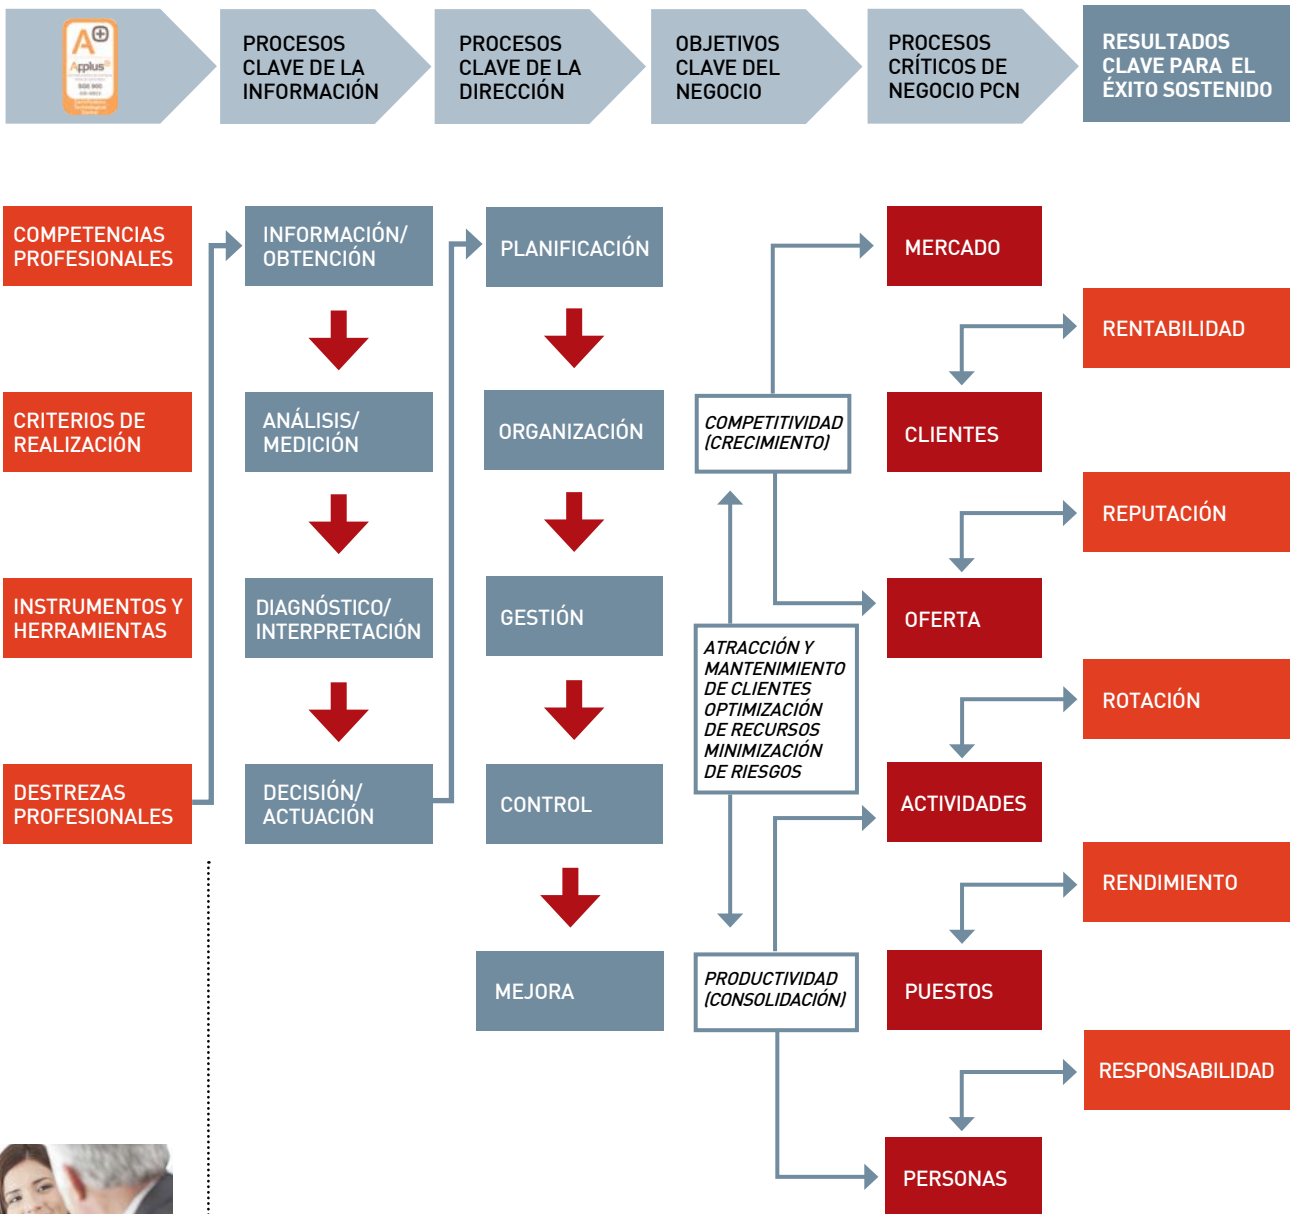 A+
Applus+
PROCESOS
CLAVE DE LA
INFORMACIÓN
PROCESOS
CLAVE DE LA
DIRECCIÓN
OBJETIVOS
CLAVE DEL
NEGOCIO
PROCESOS
CRÍTICOS DE
NEGOCIO PCN
RESULTADOS
CLAVE PARA EL
ÉXITO SOSTENIDO
COMPETENCIAS
PROFESIONALES
CRITERIOS DE
REALIZACIÓN
INSTRUMENTOS Y
HERRAMIENTAS
DESTREZAS
PROFESIONALES
INFORMACIÓN/
OBTENCIÓN
ANÁLISIS/
MEDICIÓN
DIAGNÓSTICO/
INTERPRETACIÓN
DECISIÓN/
ACTUACIÓN
PLANIFICACIÓN
ORGANIZACIÓN
GESTIÓN
CONTROL
MEJORA
COMPETITIVIDAD
(CRECIMIENTO)
ATRACCIÓN Y
MANTENIMIENTO
DE CLIENTES
OPTIMIZACIÓN
DE RECURSOS
MINIMIZACIÓN
DE RIESGOS
PRODUCTIVIDAD
(CONSOLIDACIÓN)
MERCADO
CLIENTES
OFERTA
ACTIVIDADES
PUESTOS
PERSONAS
RENTABILIDAD
REPUTACIÓN
ROTACIÓN
RENDIMIENTO
RESPONSABILIDAD